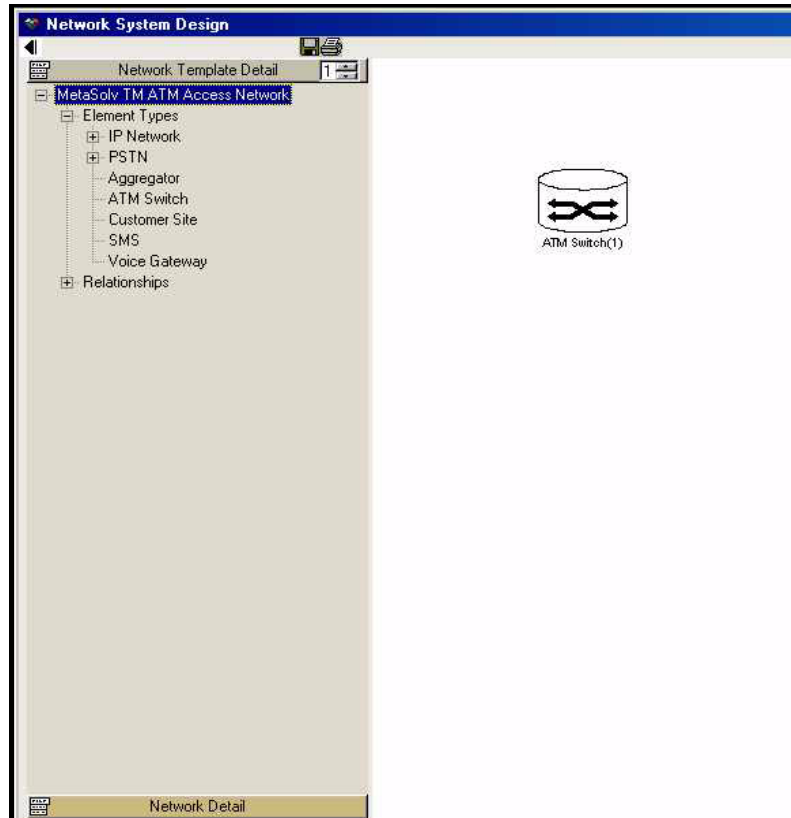 Network System Design
Network Template Detail 1
MetaSolv TM ATM Access Network
Element Types
IP Network
PSTN
Aggregator
ATM Switch
Customer Site
SMS
Voice Gateway
Relationships
ATM Switch(1)
Network Detail